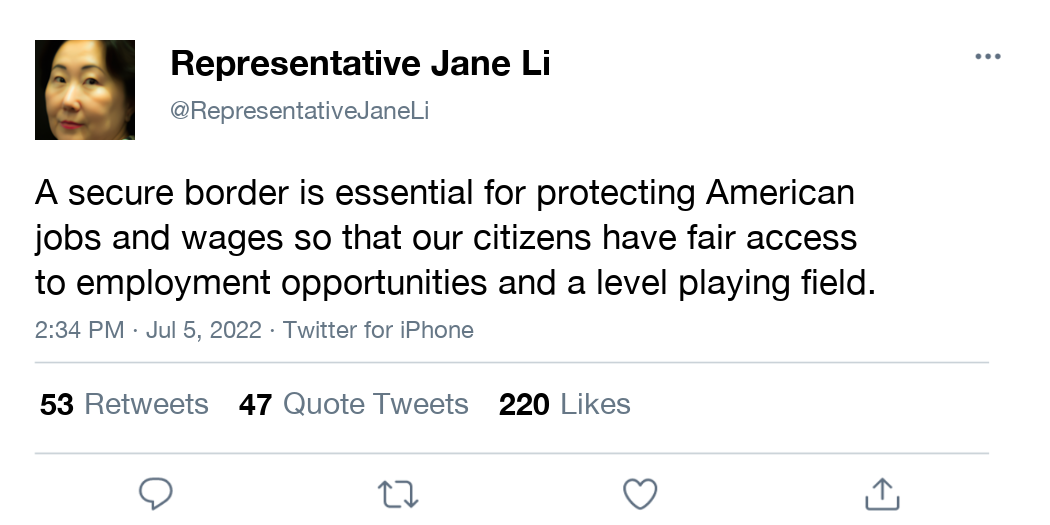 Representative Jane Li
@RepresentativeJaneLi
A secure border is essential for protecting American
jobs and wages so that our citizens have fair access
to employment opportunities and a level playing field.
2:34 PM · Jul 5, 2022 · Twitter for iPhone
53 Retweets 47 Quote Tweets 220 Likes